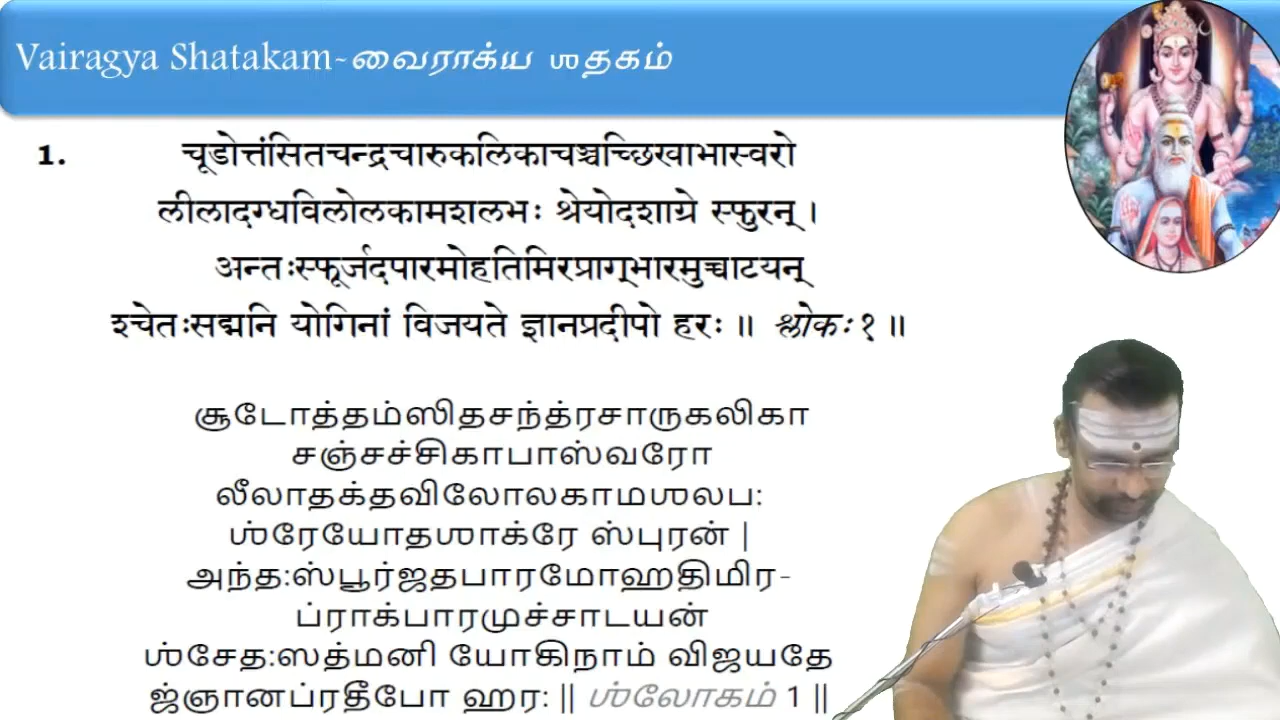 Vairagya Shatakam-வைராக்ய ஶதகம்
1. चूडोत्तंसितचन्द्रचारुकलिकाचञ्चच्छिखाभास्वरो
लीलादग्धविलोलकामशलभः श्रेयोदशाग्रे स्फुरन् ।
अन्तःस्फूर्जदपारमोहतिमिरप्राग्भारमुच्चाटयन्
श्चेतःसद्मनि योगिनां विजयते ज्ञानप्रदीपो हरः ॥ श्लोकः १ ॥
சூடோத்தம்ஸிதசந்த்ரசாருகலிகா
சஞ்சச்சிகாபாஸ்வரோ
லீலாதக்தவிலோலகாமஶலப:
ஶ்ரேயோதஶாக்ரே ஸ்புரன் |
அந்த:ஸ்பூர்ஜதபாரமோஹதிமிர-
ப்ராக்பாரமுச்சாடயன்
ஶ்சேத:ஸத்மனி யோகிநாம் விஜயதே
ஜ்ஞானப்ரதீபோ ஹர: || ஶ்லோகம் 1 ||